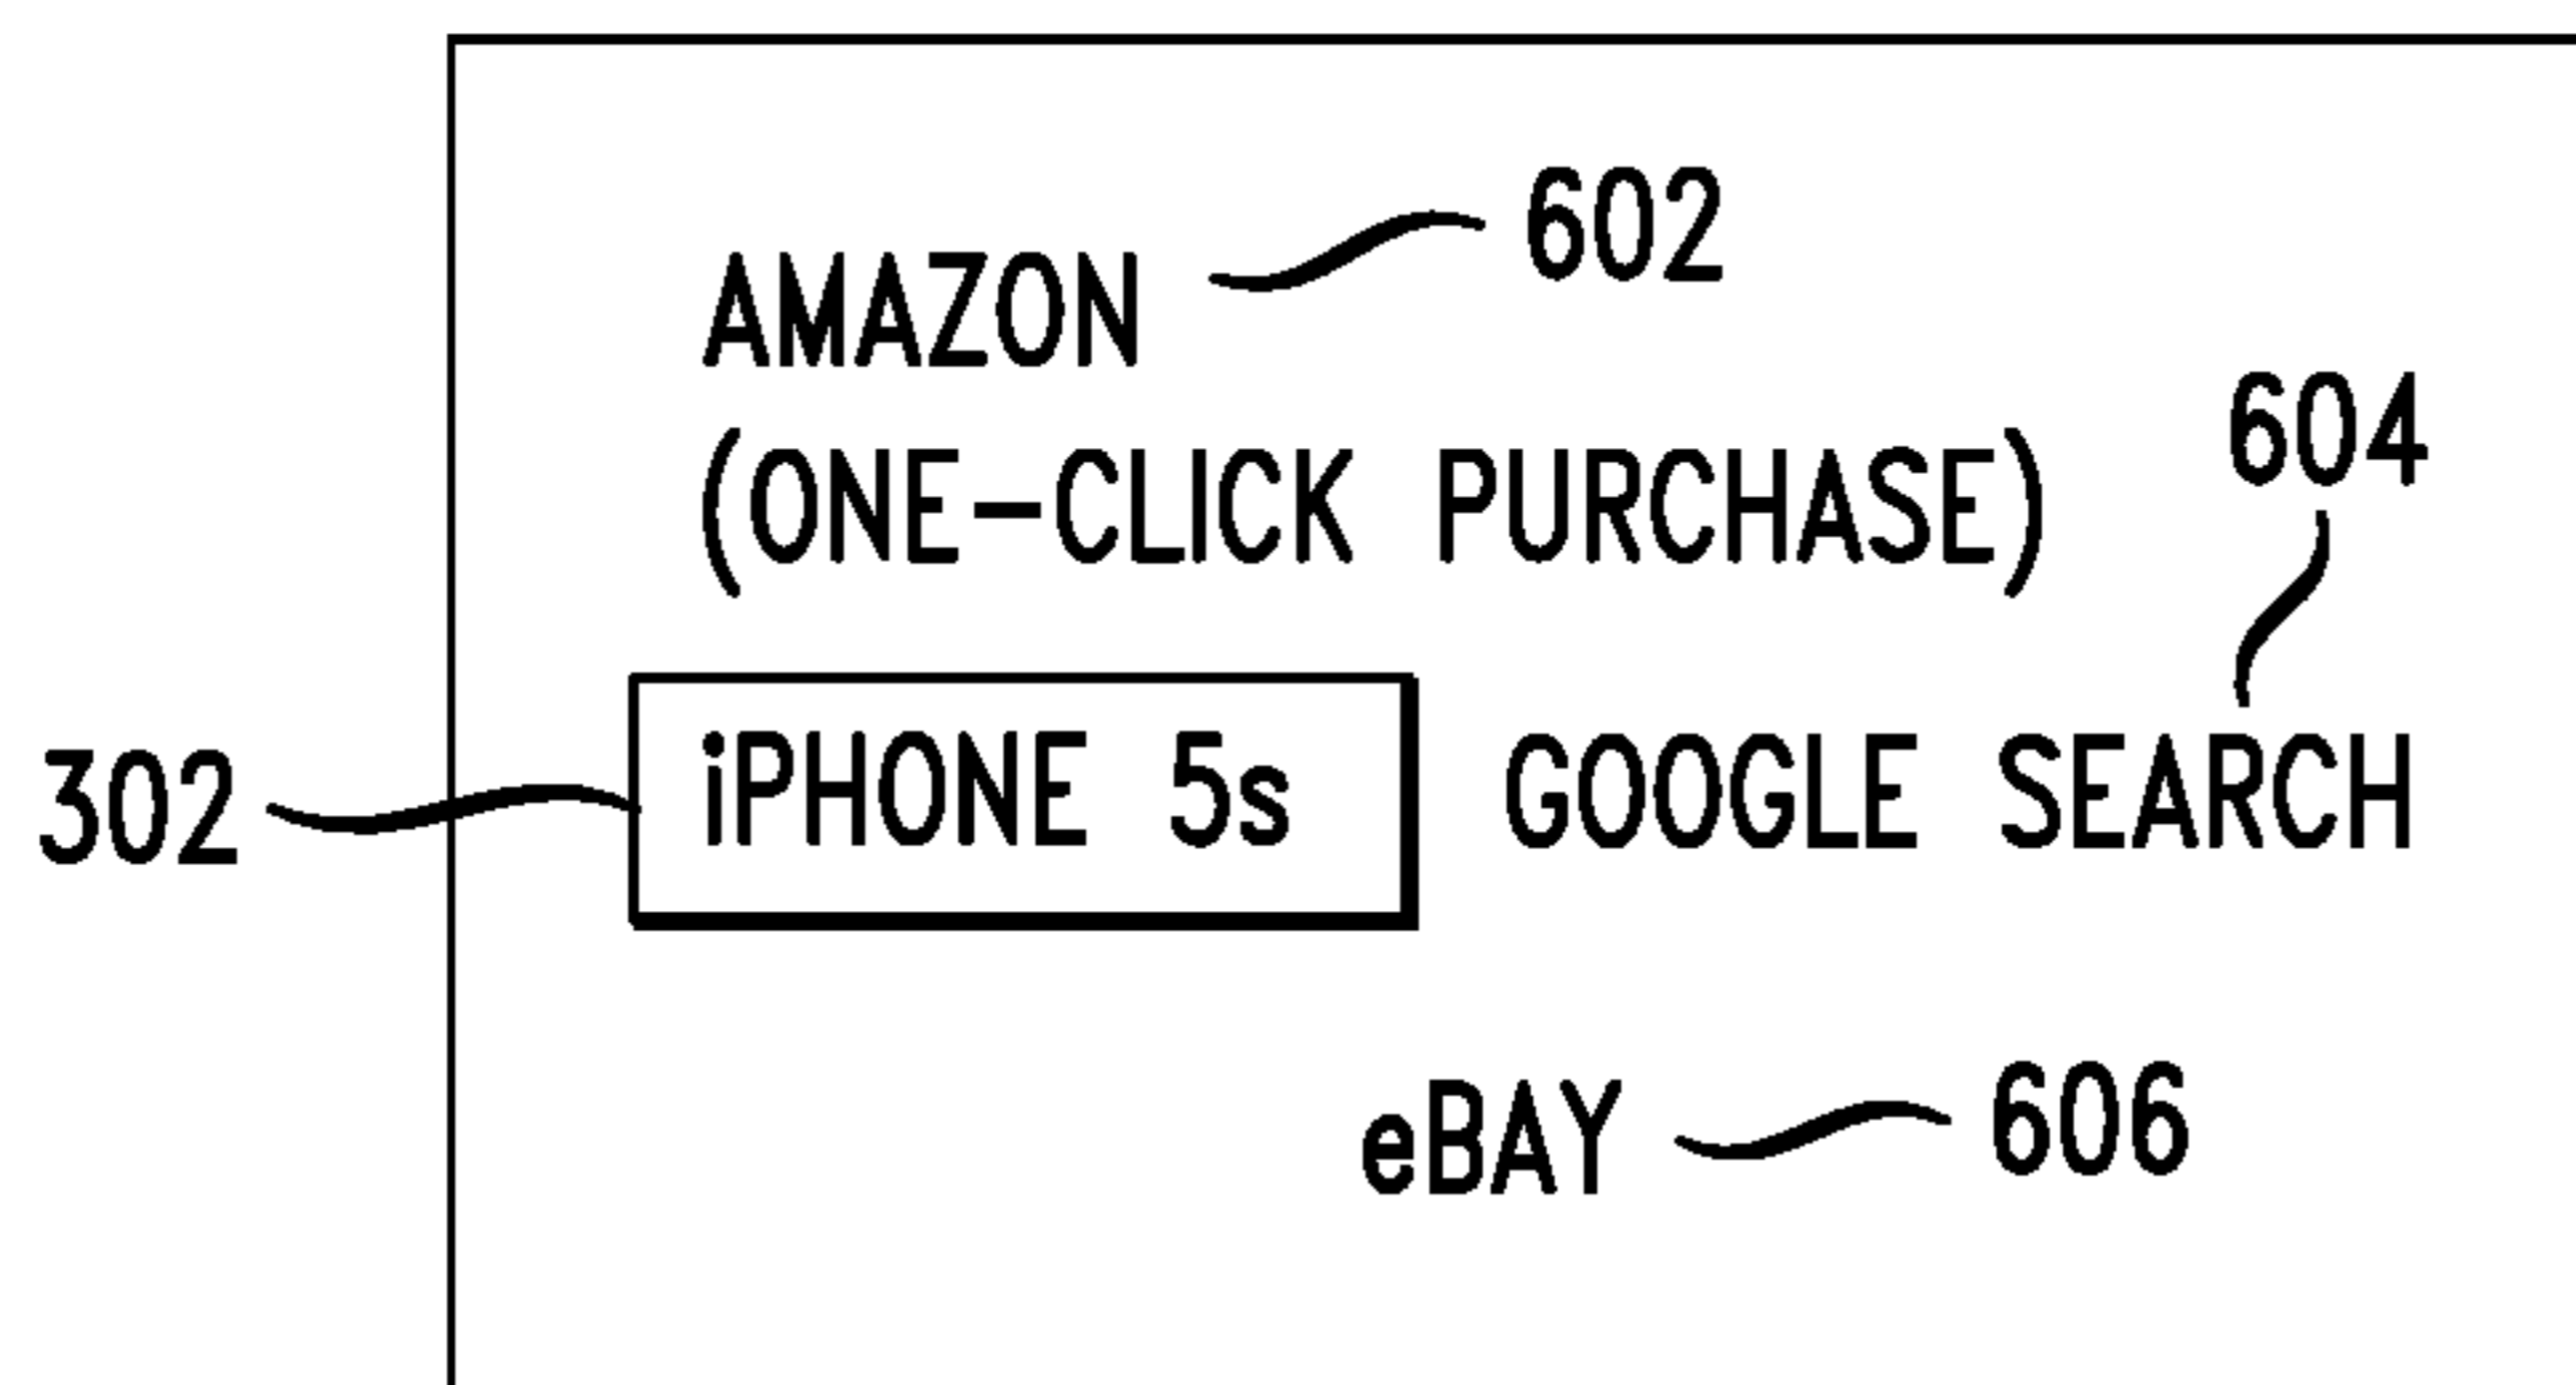 602
AMAZON
(ONE-CLICK PURCHASE)
604
302
iPHONE 5s
GOOGLE SEARCH
eBAY
606